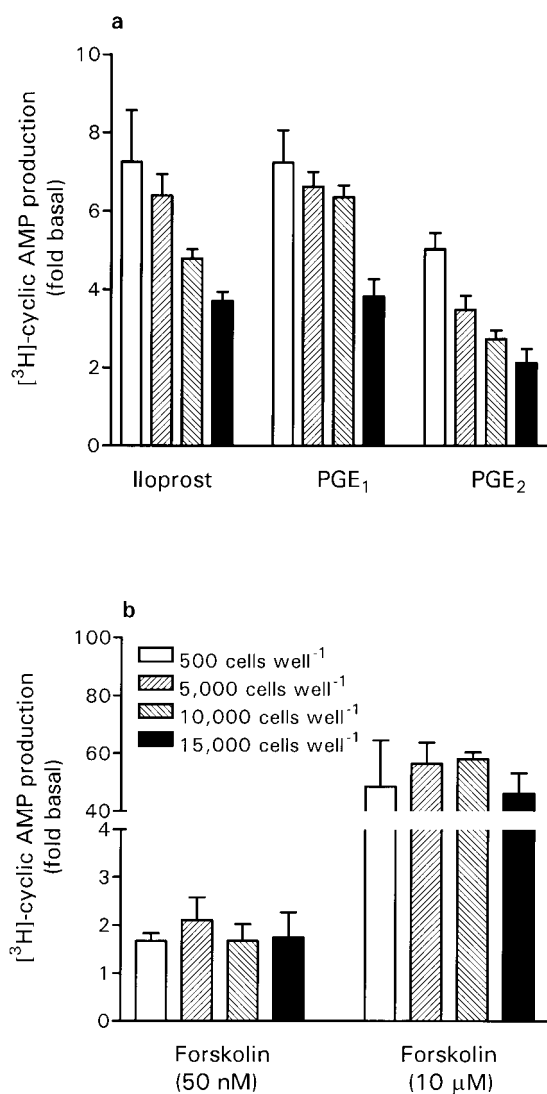 a
[³H]-cyclic AMP production
(fold basal)
10
8
6
4
2
0
Iloprost
PGE₁
PGE₂
b
[³H]-cyclic AMP production
(fold basal)
100
80
60
40
4
3
2
1
0
500 cells well⁻¹
5,000 cells well⁻¹
10,000 cells well⁻¹
15,000 cells well⁻¹
Forskolin
(50 nM)
Forskolin
(10 µM)